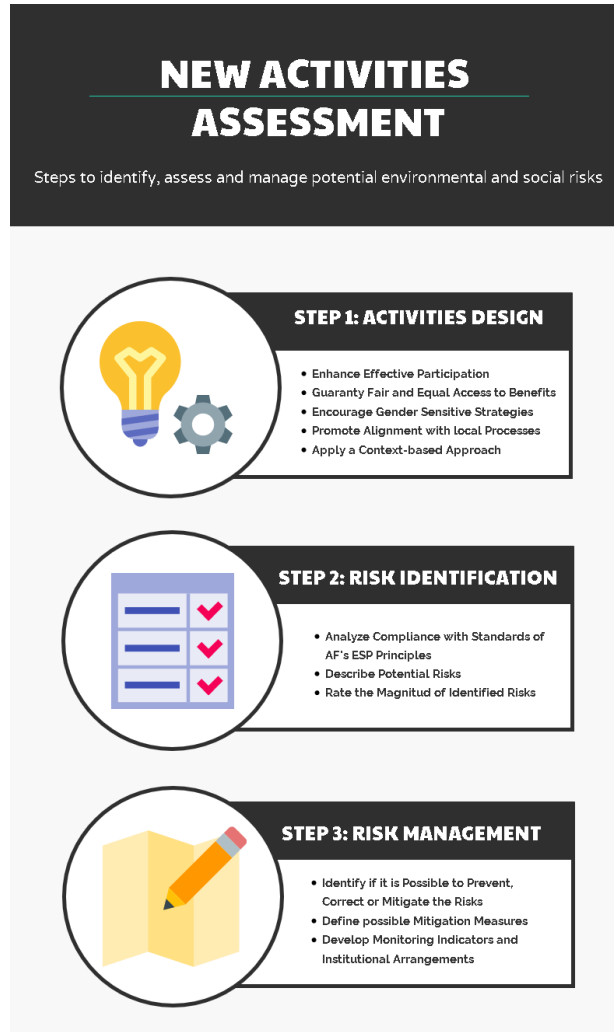 NEW ACTIVITIES
ASSESSMENT
Steps to identify, assess and manage potential environmental and social risks
STEP 1: ACTIVITIES DESIGN
• Enhance Effective Participation
• Guaranty Fair and Equal Access to Benefits
• Encourage Gender Sensitive Strategies
• Promote Alignment with local Processes
• Apply a Context-based Approach
STEP 2: RISK IDENTIFICATION
• Analyze Compliance with Standards of
AF's ESP Principles
• Describe Potential Risks
• Rate the Magnitud of Identified Risks
STEP 3: RISK MANAGEMENT
• Identify if it is Possible to Prevent,
Correct or Mitigate the Risks
• Define possible Mitigation Measures
• Develop Monitoring Indicators and
Institutional Arrangements